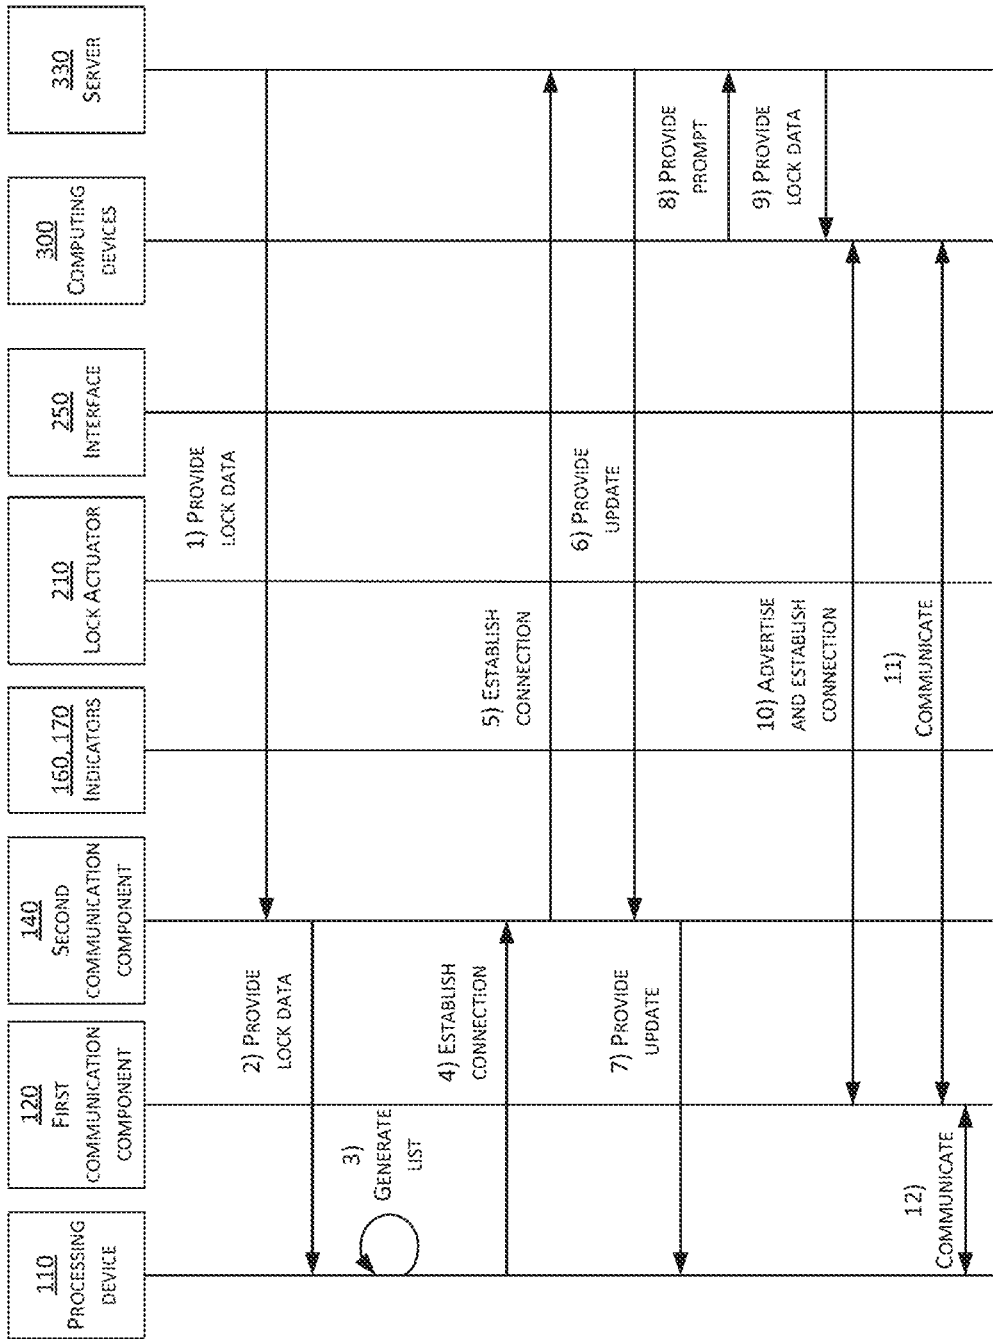 110
PROCESSING
DEVICE
120
FIRST
COMMUNICATION
COMPONENT
140
SECOND
COMMUNICATION
COMPONENT
160, 170
INDICATORS
210
LOCK ACTUATOR
250
INTERFACE
300
COMPUTING
DEVICES
330
SERVER
1) PROVIDE
LOCK DATA
2) PROVIDE
LOCK DATA
3)
GENERATE
LIST
4) ESTABLISH
CONNECTION
5) ESTABLISH
CONNECTION
6) PROVIDE
UPDATE
7) PROVIDE
UPDATE
8) PROVIDE
PROMPT
9) PROVIDE
LOCK DATA
10) ADVERTISE
AND ESTABLISH
CONNECTION
11)
COMMUNICATE
12)
COMMUNICATE